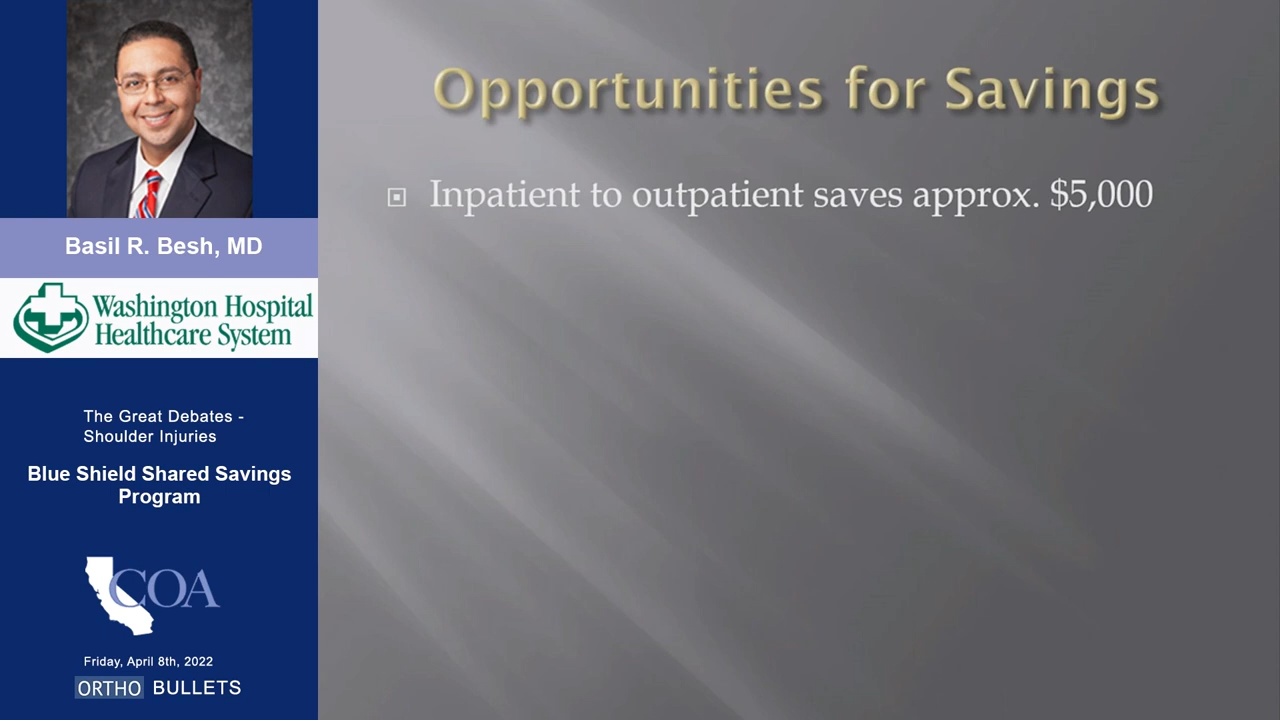 Basil R. Besh, MD
Washington Hospital
Healthcare System
The Great Debates -
Shoulder Injuries
Blue Shield Shared Savings
Program
COA
Friday, April 8th, 2022
ORTHO BULLETS
Opportunities for Savings
Inpatient to outpatient saves approx. $5,000